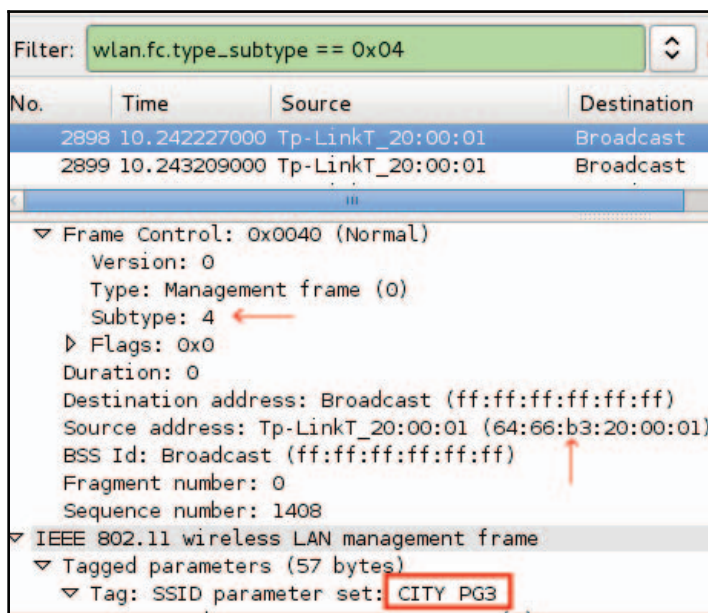 Filter: wlan.fc.type_subtype == 0x04
No. Time Source Destination
2898 10.242227000 Tp-LinkT_20:00:01 Broadcast
2899 10.243209000 Tp-LinkT_20:00:01 Broadcast
Frame Control: 0x0040 (Normal)
Version: 0
Type: Management frame (0)
Subtype: 4
Flags: 0x0
Duration: 0
Destination address: Broadcast (ff:ff:ff:ff:ff:ff)
Source address: Tp-LinkT_20:00:01 (64:66:b3:20:00:01)
BSS Id: Broadcast (ff:ff:ff:ff:ff:ff)
Fragment number: 0
Sequence number: 1408
IEEE 802.11 wireless LAN management frame
Tagged parameters (57 bytes)
Tag: SSID parameter set: CITY PG3